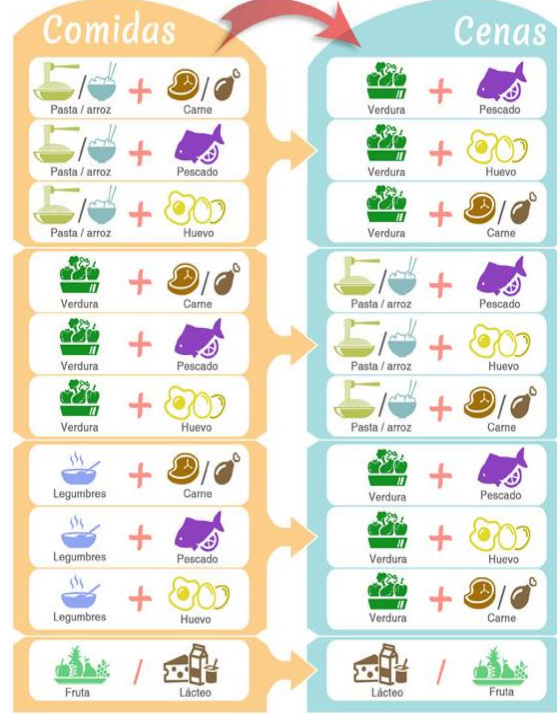 Comidas
Cenas
Pasta / arroz + Carne
Verdura + Pescado
Pasta / arroz + Pescado
Verdura + Huevo
Pasta / arroz + Huevo
Verdura + Carne
Verdura + Carne
Pasta / arroz + Pescado
Verdura + Pescado
Pasta / arroz + Huevo
Verdura + Huevo
Pasta / arroz + Carne
Legumbres + Carne
Verdura + Pescado
Legumbres + Pescado
Verdura + Huevo
Legumbres + Huevo
Verdura + Carne
Fruta / Lácteo
Lácteo / Fruta